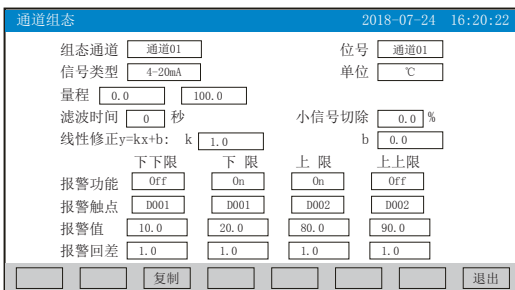 通道组态 2018-07-24 16:20:22
组态通道 通道01 位号 通道01
信号类型 4-20mA 单位 ℃
量程 0.0 100.0
滤波时间 0 秒 小信号切除 0.0 %
线性修正y=kx+b: k 1.0 b 0.0
下下限 下 限 上 限 上上限
报警功能 Off On On Off
报警触点 D001 D001 D002 D002
报警值 10.0 20.0 80.0 90.0
报警回差 1.0 1.0 1.0 1.0
复制 退出